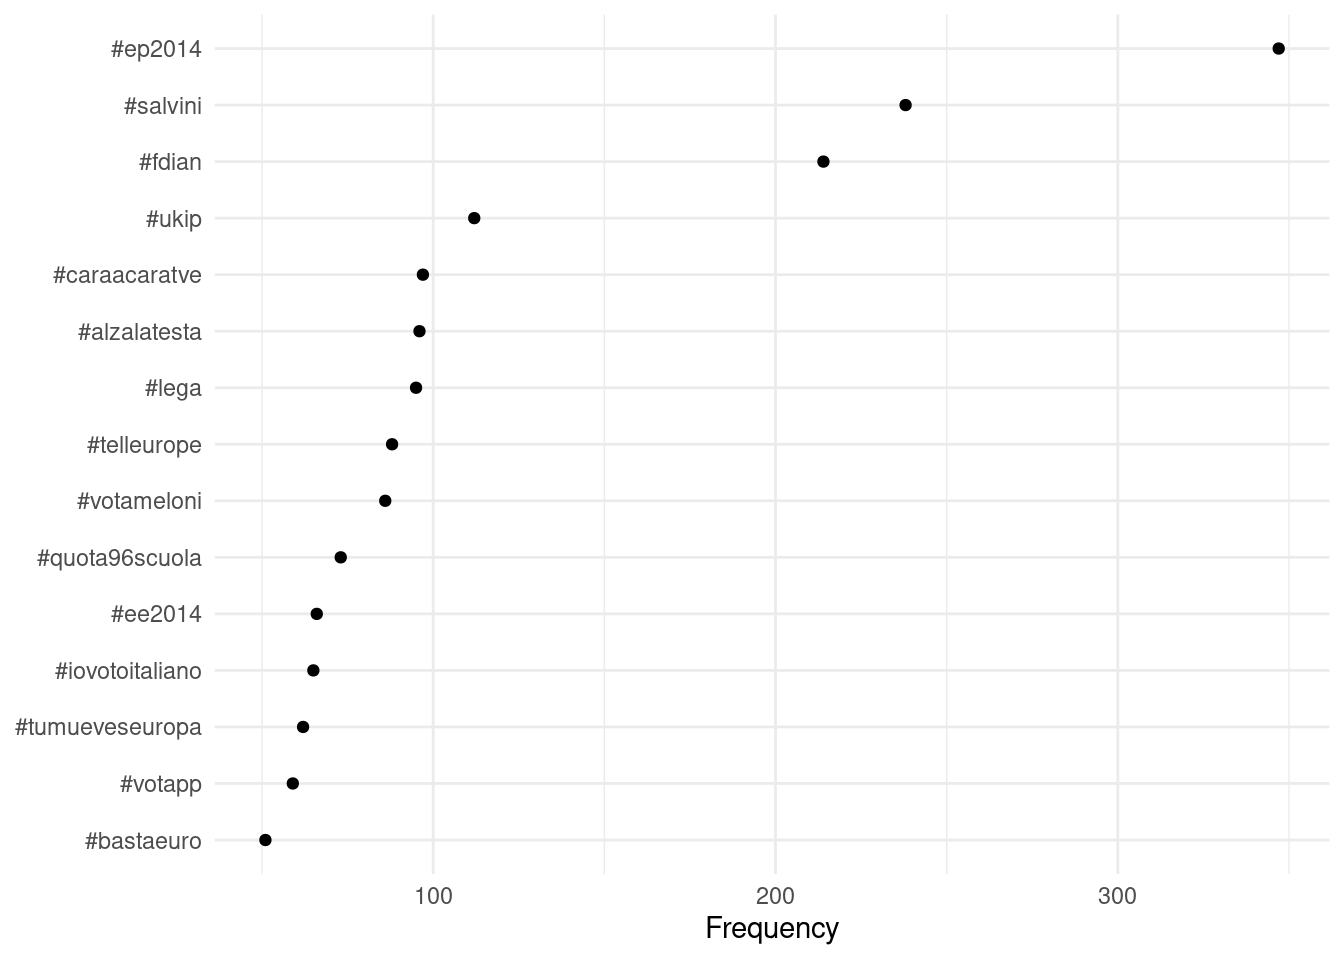 #ep2014
#salvini
#fdian
#ukip
#caraacaratve
#alzalatesta
#lega
#telleurope
#votameloni
#quota96scuola
#ee2014
#iovotoitaliano
#tumueveseuropa
#votapp
#bastaeuro
100 200 300
Frequency